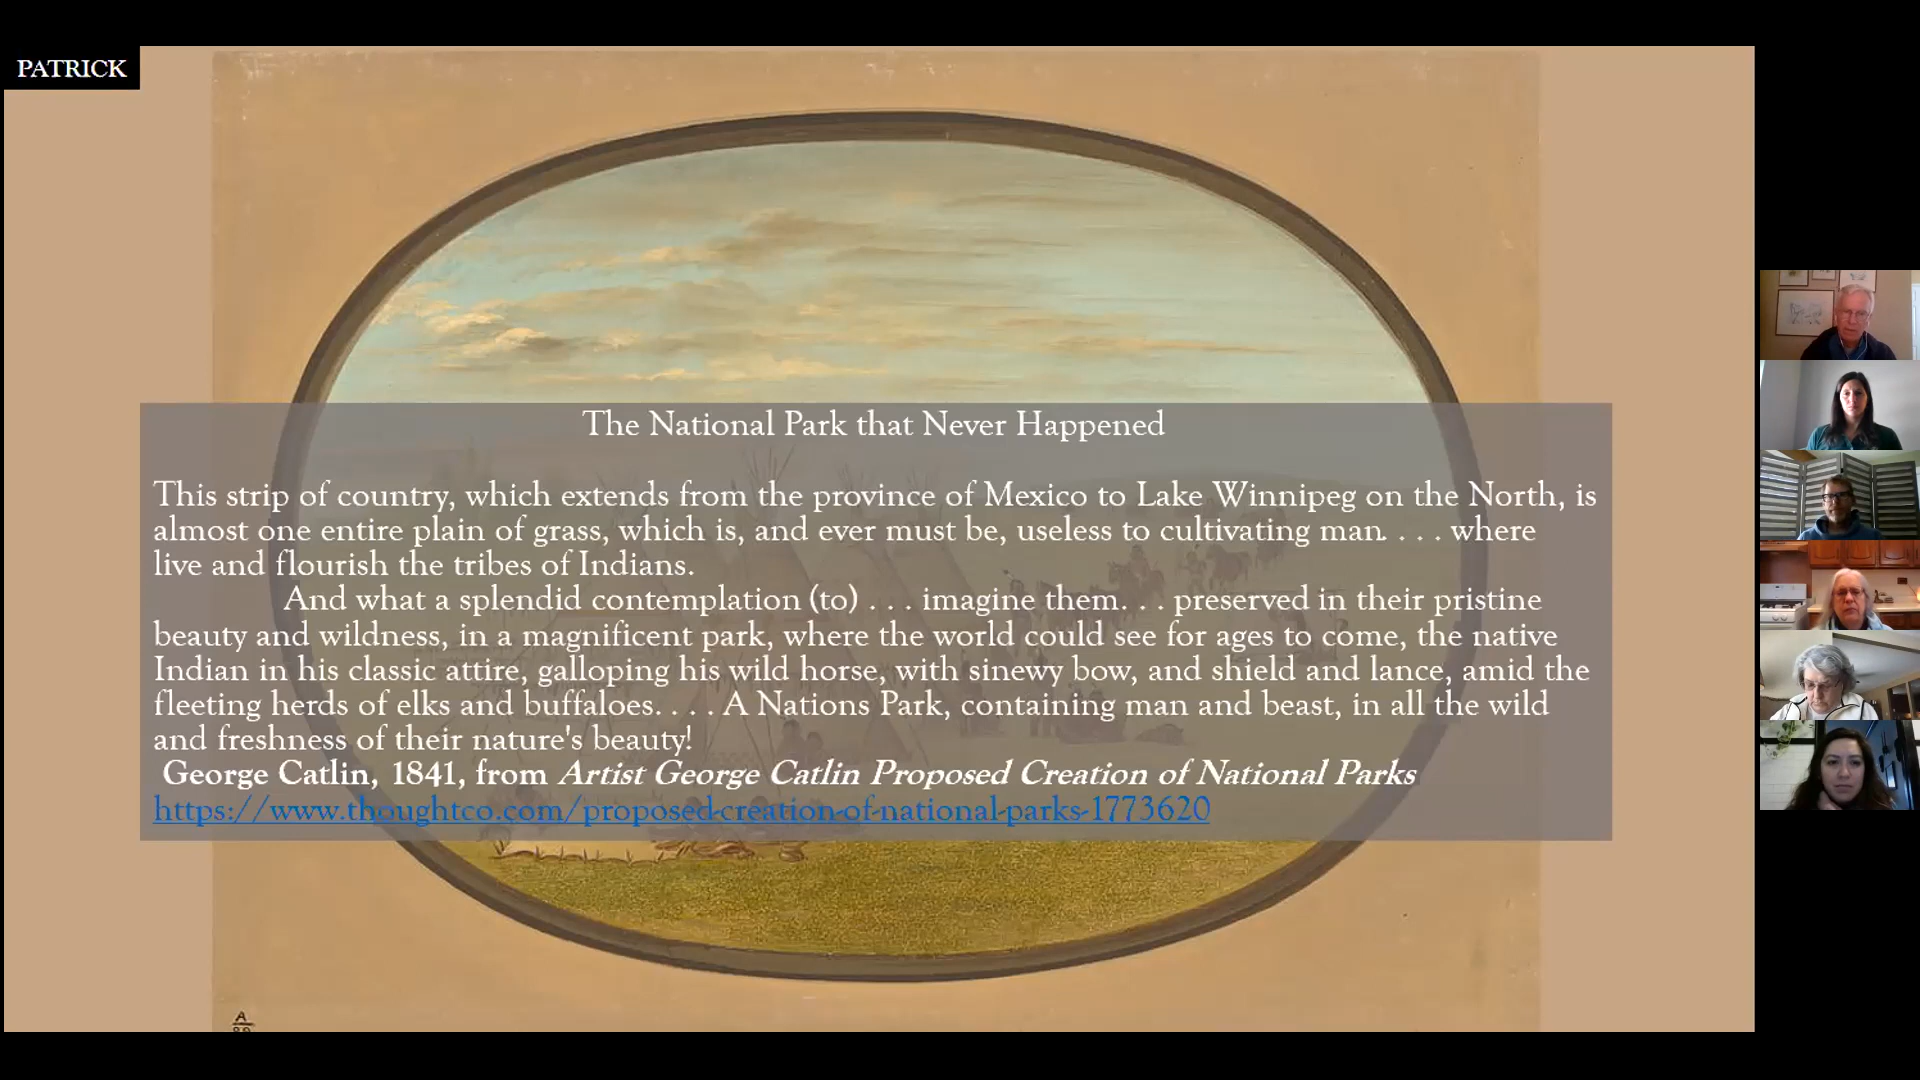 PATRICK
The National Park that Never Happened
This strip of country, which extends from the province of Mexico to Lake Winnipeg on the North, is
almost one entire plain of grass, which is, and ever must be, useless to cultivating man. . . . where
live and flourish the tribes of Indians.
And what a splendid contemplation (to) . . . imagine them. . . preserved in their pristine
beauty and wildness, in a magnificent park, where the world could see for ages to come, the native
Indian in his classic attire, galloping his wild horse, with sinewy bow, and shield and lance, amid the
fleeting herds of elks and buffaloes. . . . A Nations Park, containing man and beast, in all the wild
and freshness of their nature's beauty!
George Catlin, 1841, from Artist George Catlin Proposed Creation of National Parks
https://www.thoughtco.com/proposed-creation-of-national-parks-1773620
A